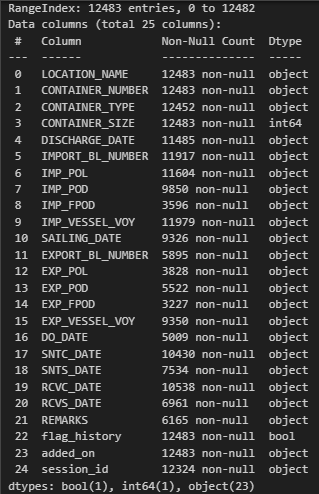 RangeIndex: 12483 entries, 0 to 12482
Data columns (total 25 columns):
 #   Column            Non-Null Count  Dtype
---  ------            --------------  -----
 0   LOCATION_NAME     12483 non-null  object
 1   CONTAINER_NUMBER  12483 non-null  object
 2   CONTAINER_TYPE    12452 non-null  object
 3   CONTAINER_SIZE    12483 non-null  int64
 4   DISCHARGE_DATE    11485 non-null  object
 5   IMPORT_BL_NUMBER  11917 non-null  object
 6   IMP_POL           11604 non-null  object
 7   IMP_POD           9850 non-null   object
 8   IMP_FPOD          3596 non-null   object
 9   IMP_VESSEL_VOY    11979 non-null  object
 10  SAILING_DATE      9326 non-null   object
 11  EXPORT_BL_NUMBER  5895 non-null   object
 12  EXP_POL           3828 non-null   object
 13  EXP_POD           5522 non-null   object
 14  EXP_FPOD          3227 non-null   object
 15  EXP_VESSEL_VOY    9350 non-null   object
 16  DO_DATE           5009 non-null   object
 17  SNTC_DATE         10430 non-null  object
 18  SNTS_DATE         7534 non-null   object
 19  RCVC_DATE         10538 non-null  object
 20  RCVS_DATE         6961 non-null   object
 21  REMARKS           6165 non-null   object
 22  flag_history      12483 non-null  bool
 23  added_on          12483 non-null  object
 24  session_id        12324 non-null  object
dtypes: bool(1), int64(1), object(23)